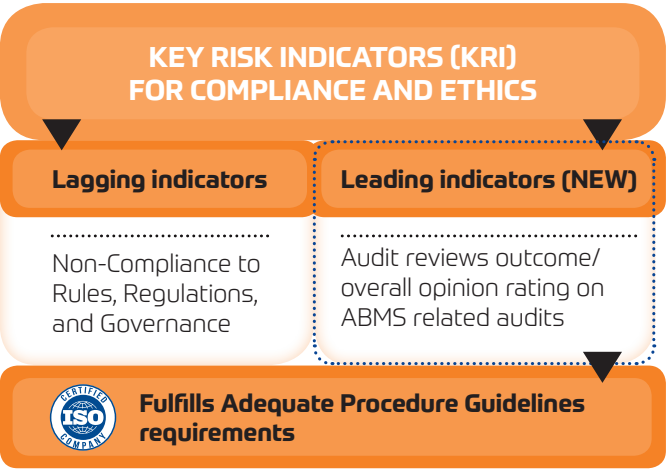 KEY RISK INDICATORS (KRI)
FOR COMPLIANCE AND ETHICS
Lagging indicators
Leading indicators (NEW)
Non-Compliance to
Rules, Regulations,
and Governance
Audit reviews outcome/
overall opinion rating on
ABMS related audits
CERTIFIED
ISO
COMPANY
Fulfills Adequate Procedure Guidelines
requirements